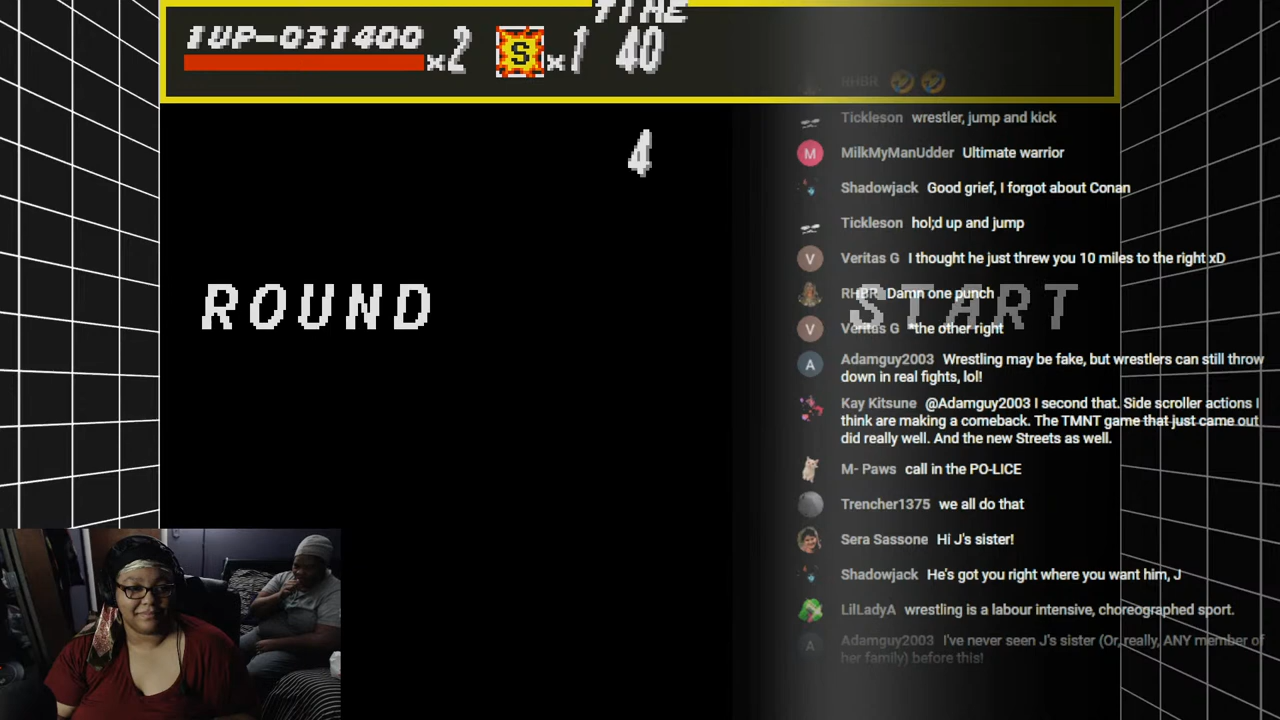 TIME
1UP-031400 ×2 S ×1 40
RHBR
Tickleson wrestler, jump and kick
4
M MilkMyManUdder Ultimate warrior
Shadowjack Good grief, I forgot about Conan
Tickleson hol;d up and jump
V Veritas G I thought he just threw you 10 miles to the right xD
ROUND START
RHBR Damn one punch
V Veritas G *the other right
A Adamguy2003 Wrestling may be fake, but wrestlers can still throw
down in real fights, lol!
Kay Kitsune @Adamguy2003 I second that. Side scroller actions I
think are making a comeback. The TMNT game that just came out
did really well. And the new Streets as well.
M- Paws call in the PO-LICE
Trencher1375 we all do that
Sera Sassone Hi J's sister!
Shadowjack He's got you right where you want him, J
LilLadyA wrestling is a labour intensive, choreographed sport.
A Adamguy2003 I've never seen J's sister (Or, really, ANY member of
her family) before this!